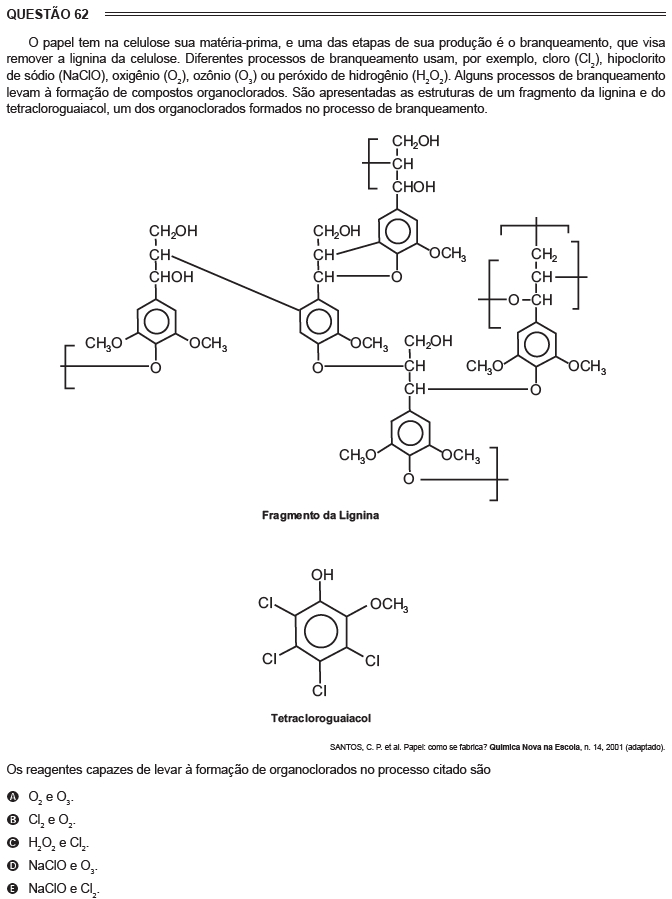 QUESTÃO 62
O papel tem na celulose sua matéria-prima, e uma das etapas de sua produção é o branqueamento, que visa
remover a lignina da celulose. Diferentes processos de branqueamento usam, por exemplo, cloro (Cl₂), hipoclorito
de sódio (NaClO), oxigênio (O₂), ozônio (O₃) ou peróxido de hidrogênio (H₂O₂). Alguns processos de branqueamento
levam à formação de compostos organoclorados. São apresentadas as estruturas de um fragmento da lignina e do
tetracloroguaiacol, um dos organoclorados formados no processo de branqueamento.
CH₂OH
CH
CHOH
CH₂OH
CH
CHOH
CH₂OH
CH
CH
O
OCH₃
CH₂
CH
O
CH
CH₃O
OCH₃
O
OCH₃
O
CH₂OH
CH
CH
CH₃O
OCH₃
O
CH₃O
OCH₃
O
Fragmento da Lignina
OH
Cl
OCH₃
Cl
Cl
Cl
Tetracloroguaiacol
SANTOS, C. P. et al. Papel: como se fabrica? Química Nova na Escola, n. 14, 2001 (adaptado).
Os reagentes capazes de levar à formação de organoclorados no processo citado são
A O₂ e O₃.
B Cl₂ e O₂.
C H₂O₂ e Cl₂.
D NaClO e O₃.
E NaClO e Cl₂.